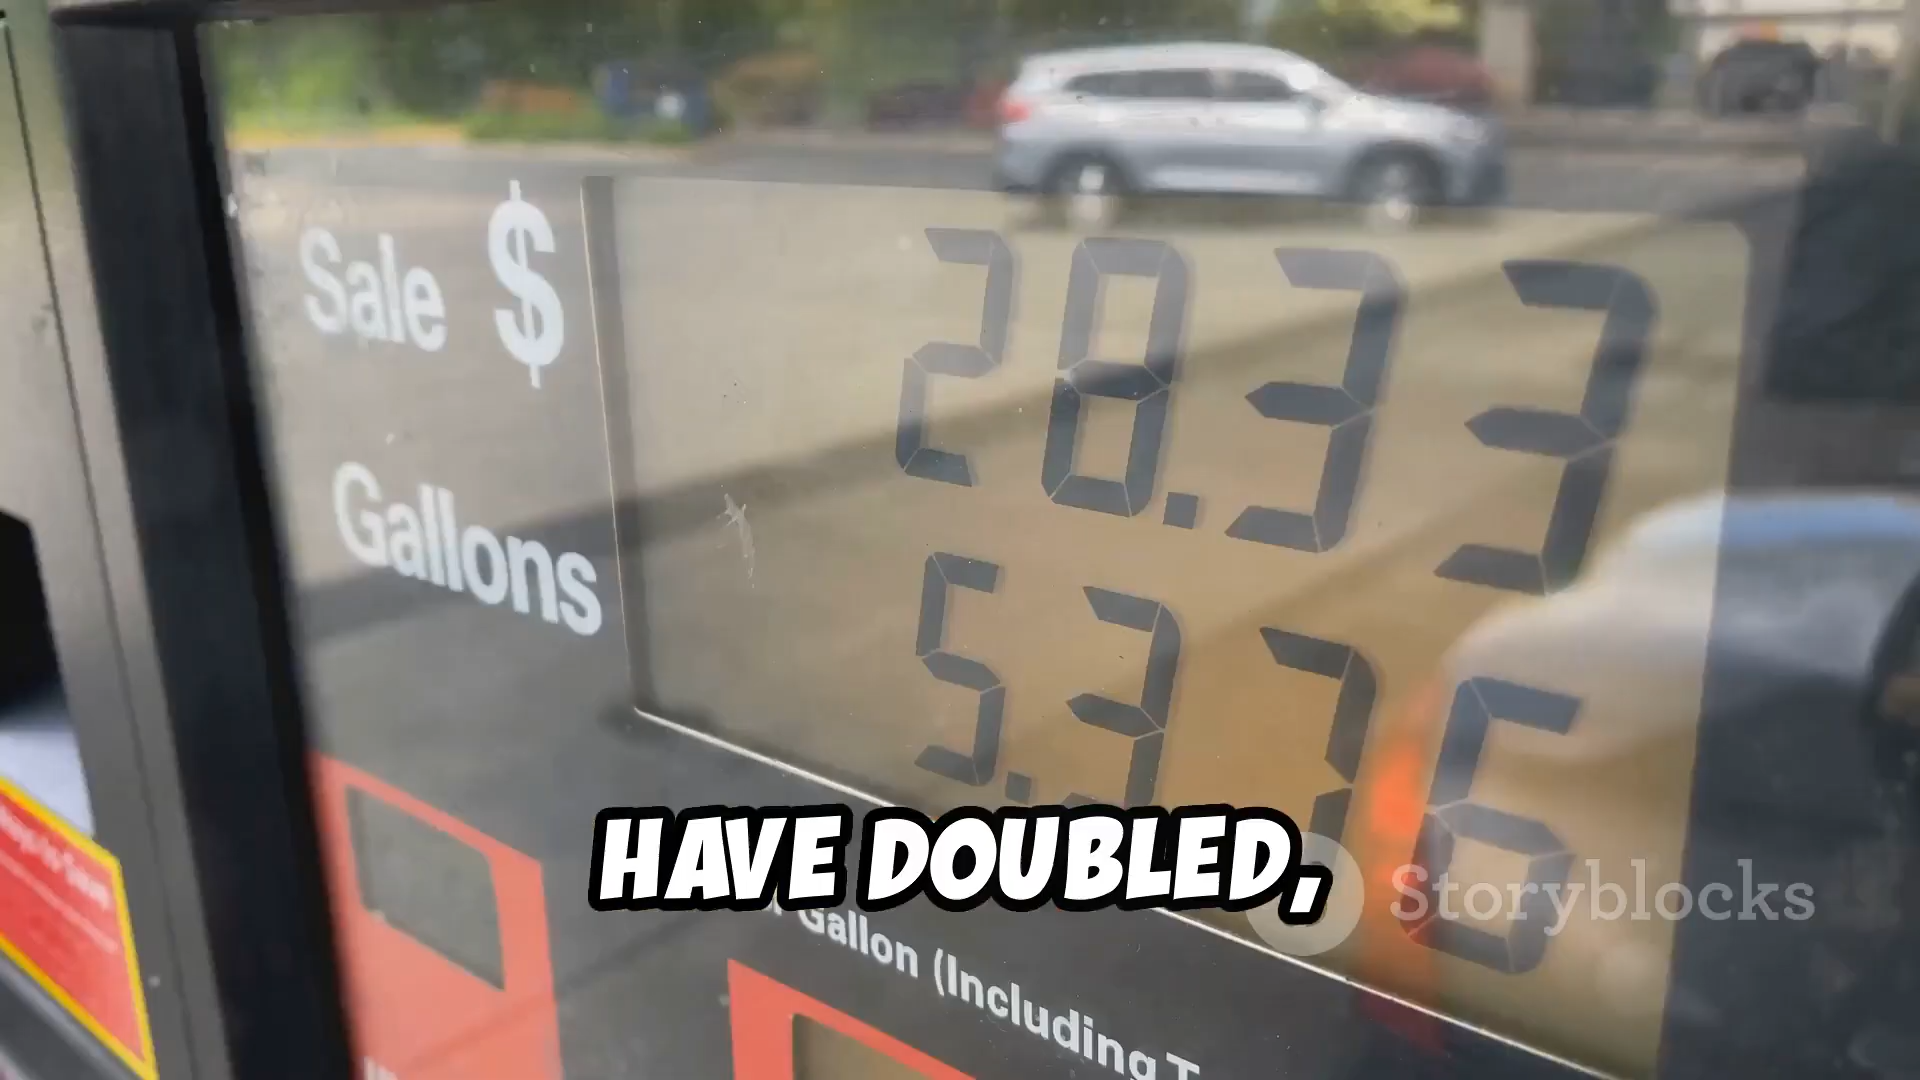 Sale $ 28.33
Gallons 5.376
HAVE DOUBLED,
Storyblocks
Gallon (Including T